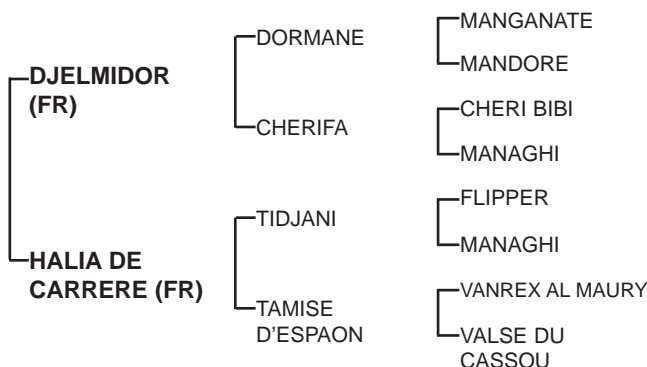 DJELMIDOR
(FR)
HALIA DE
CARRERE (FR)
DORMANE
CHERIFA
TIDJANI
TAMISE
D'ESPAON
MANGANATE
MANDORE
CHERI BIBI
MANAGHI
FLIPPER
MANAGHI
VANREX AL MAURY
VALSE DU
CASSOU